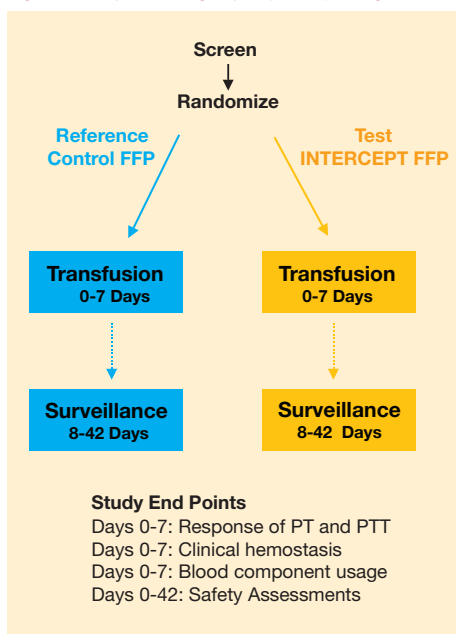 Screen
Randomize
Reference
Control FFP
Test
INTERCEPT FFP
Transfusion
0-7 Days
Transfusion
0-7 Days
Surveillance
8-42 Days
Surveillance
8-42 Days
Study End Points
Days 0-7: Response of PT and PTT
Days 0-7: Clinical hemostasis
Days 0-7: Blood component usage
Days 0-42: Safety Assessments